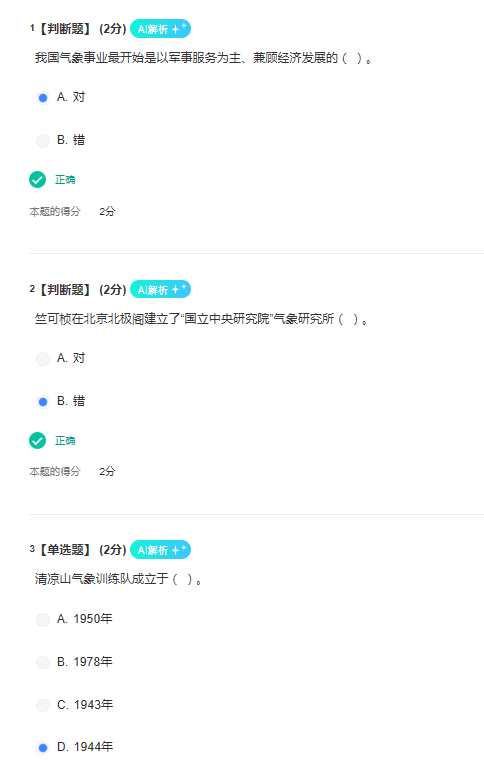 1【判断题】 (2分) AI解析
我国气象事业最开始是以军事服务为主、兼顾经济发展的（ ）。
A. 对
B. 错
正确
本题的得分 2分
2【判断题】 (2分) AI解析
竺可桢在北京北极阁建立了“国立中央研究院”气象研究所（ ）。
A. 对
B. 错
正确
本题的得分 2分
3【单选题】 (2分) AI解析
清凉山气象训练队成立于（ ）。
A. 1950年
B. 1978年
C. 1943年
D. 1944年